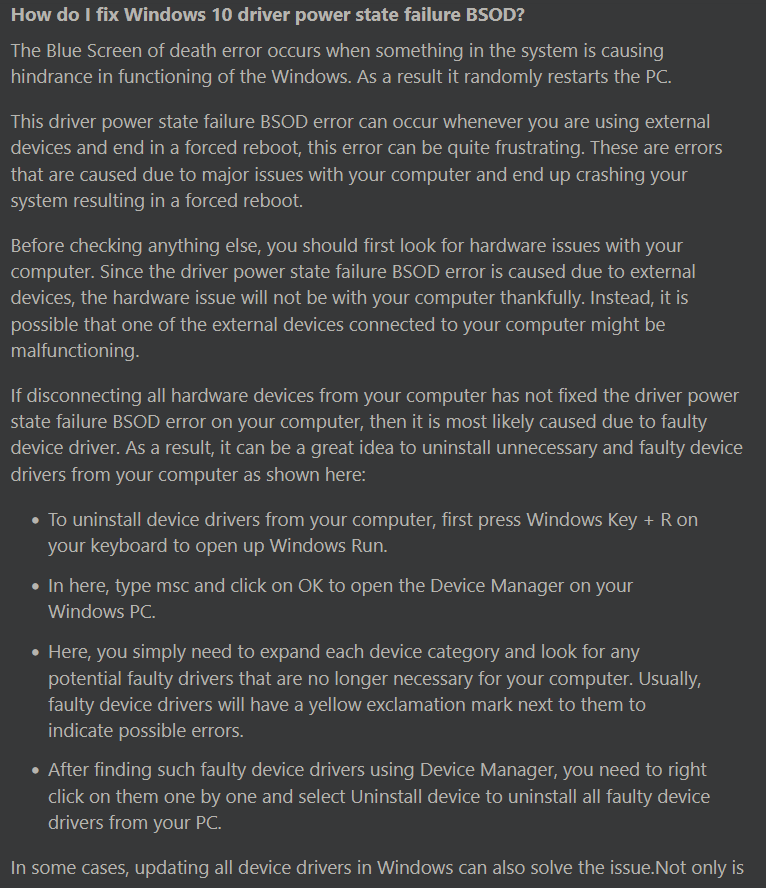 How do I fix Windows 10 driver power state failure BSOD?
The Blue Screen of death error occurs when something in the system is causing
hindrance in functioning of the Windows. As a result it randomly restarts the PC.
This driver power state failure BSOD error can occur whenever you are using external
devices and end in a forced reboot, this error can be quite frustrating. These are errors
that are caused due to major issues with your computer and end up crashing your
system resulting in a forced reboot.
Before checking anything else, you should first look for hardware issues with your
computer. Since the driver power state failure BSOD error is caused due to external
devices, the hardware issue will not be with your computer thankfully. Instead, it is
possible that one of the external devices connected to your computer might be
malfunctioning.
If disconnecting all hardware devices from your computer has not fixed the driver power
state failure BSOD error on your computer, then it is most likely caused due to faulty
device driver. As a result, it can be a great idea to uninstall unnecessary and faulty device
drivers from your computer as shown here:
• To uninstall device drivers from your computer, first press Windows Key + R on
your keyboard to open up Windows Run.
• In here, type msc and click on OK to open the Device Manager on your
Windows PC.
• Here, you simply need to expand each device category and look for any
potential faulty drivers that are no longer necessary for your computer. Usually,
faulty device drivers will have a yellow exclamation mark next to them to
indicate possible errors.
• After finding such faulty device drivers using Device Manager, you need to right
click on them one by one and select Uninstall device to uninstall all faulty device
drivers from your PC.
In some cases, updating all device drivers in Windows can also solve the issue.Not only is